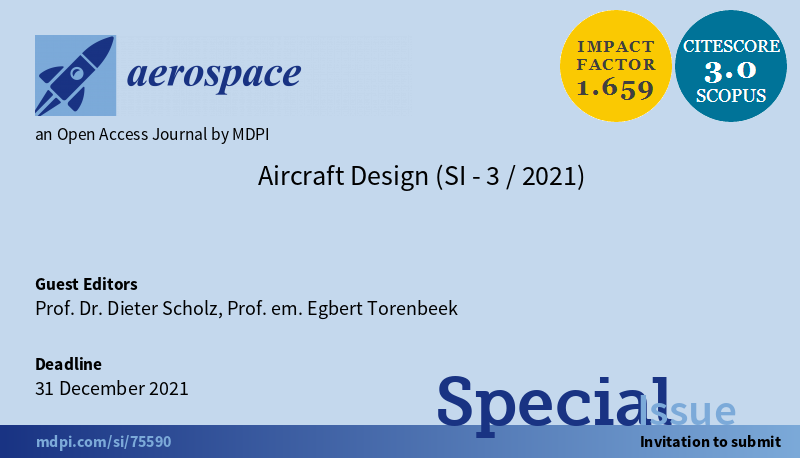 aerospace
an Open Access Journal by MDPI
IMPACT
FACTOR
1.659
CITESCORE
3.0
SCOPUS
Aircraft Design (SI - 3 / 2021)
Guest Editors
Prof. Dr. Dieter Scholz, Prof. em. Egbert Torenbeek
Deadline
31 December 2021
Special Issue
mdpi.com/si/75590
Invitation to submit